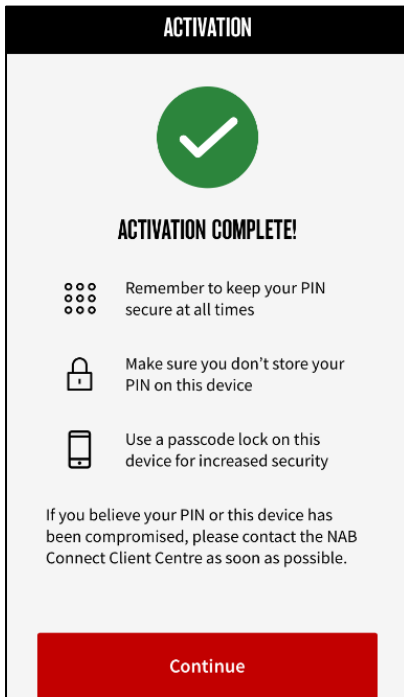 ACTIVATION
ACTIVATION COMPLETE!
Remember to keep your PIN
secure at all times
Make sure you don’t store your
PIN on this device
Use a passcode lock on this
device for increased security
If you believe your PIN or this device has
been compromised, please contact the NAB
Connect Client Centre as soon as possible.
Continue